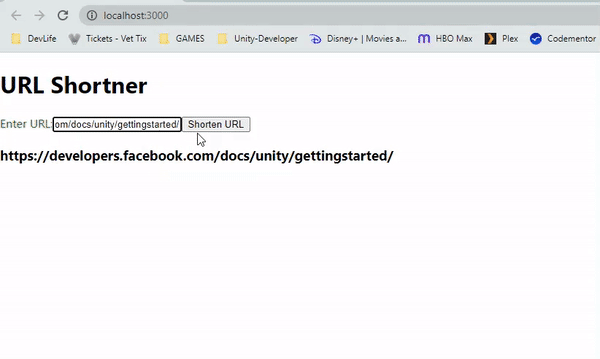 localhost:3000
DevLife Tickets - Vet Tix GAMES Unity-Developer Disney+ | Movies a... HBO Max Plex Codementor
URL Shortner
Enter URL: om/docs/unity/gettingstarted/ Shorten URL
https://developers.facebook.com/docs/unity/gettingstarted/